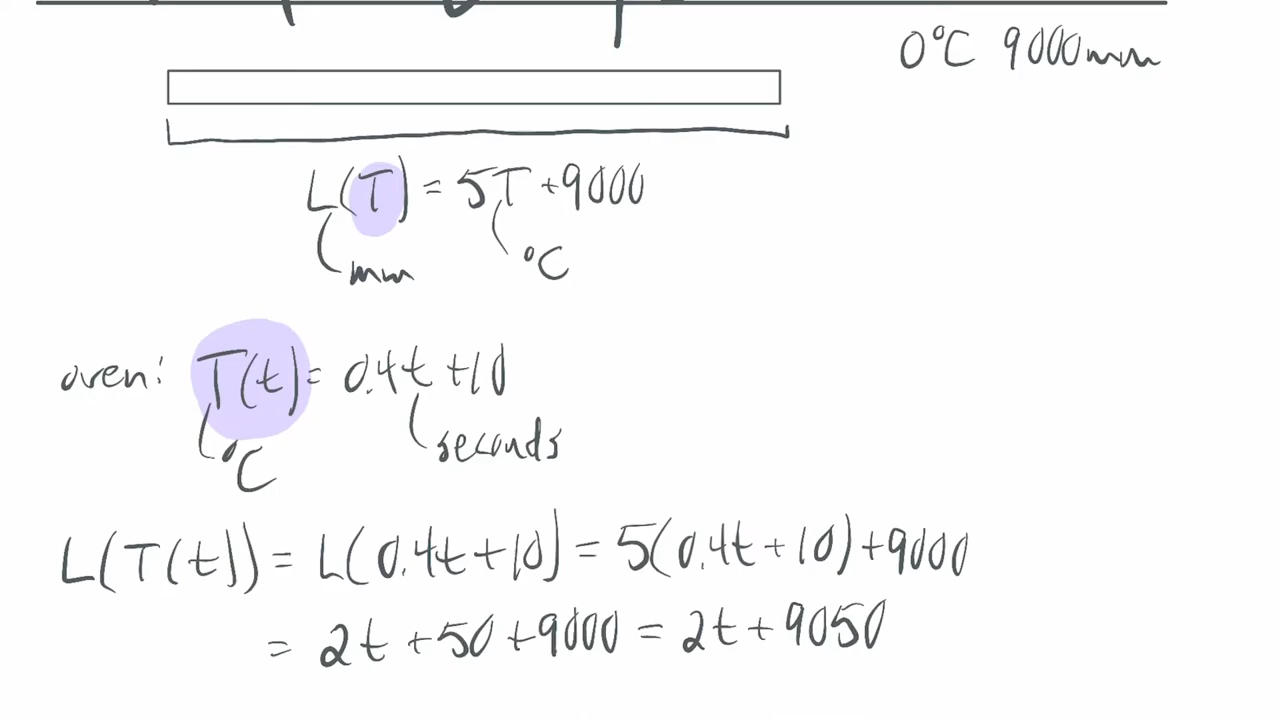 0°C 9000mm
L(T) = 5T +9000
mm
°C
oven: T(t) = 0.4t +10
°C
seconds
L(T(t)) = L(0.4t+10) = 5(0.4t+10)+9000
= 2t +50 +9000 = 2t + 9050